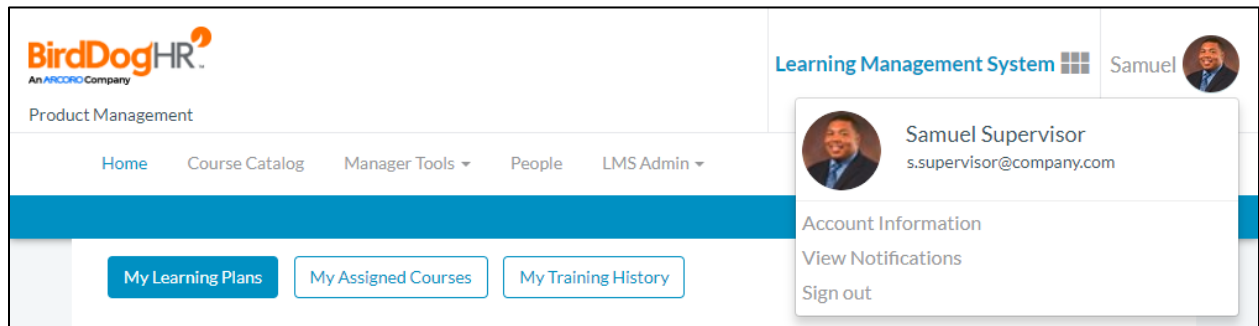 BirdDogHR
An ARCORO Company
Product Management
Learning Management System
Samuel
Samuel Supervisor
s.supervisor@company.com
Account Information
View Notifications
Sign out
Home Course Catalog Manager Tools People LMS Admin
My Learning Plans My Assigned Courses My Training History